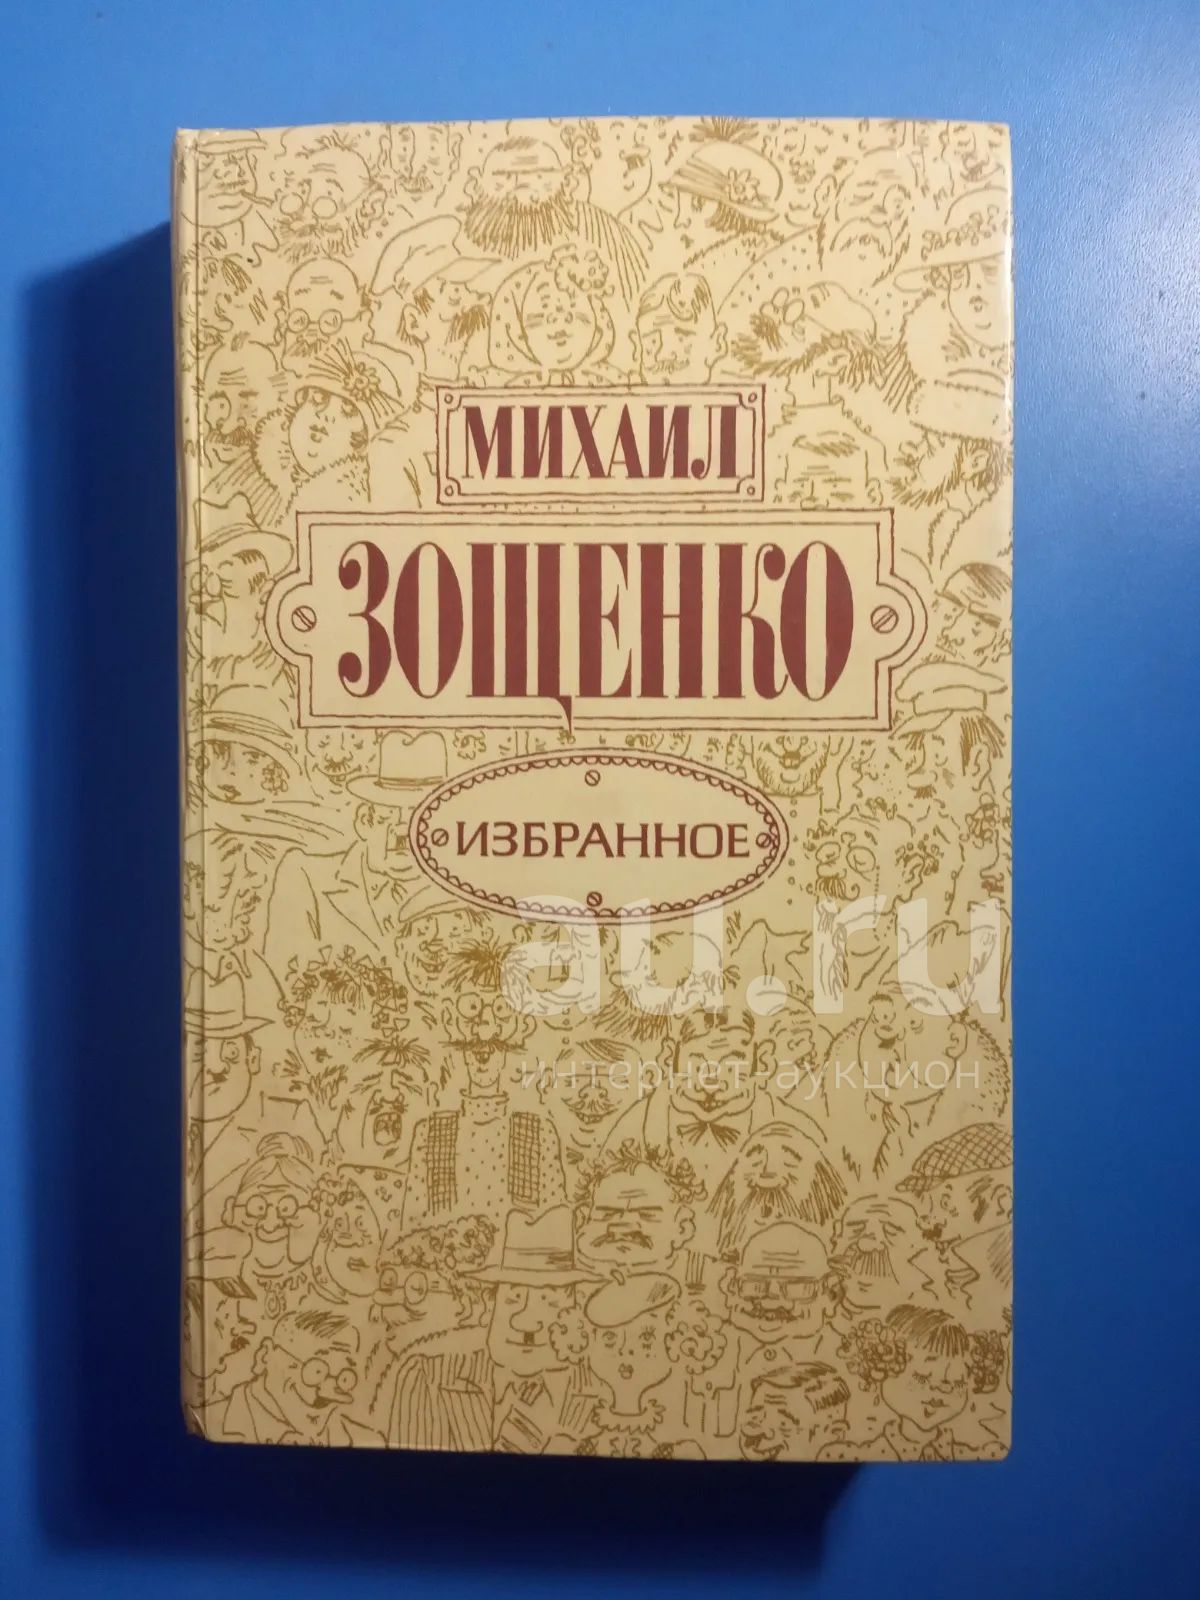 МИХАИЛ
ЗОЩЕНКО
ИЗБРАННОЕ
au.ru
интернет-аукцион